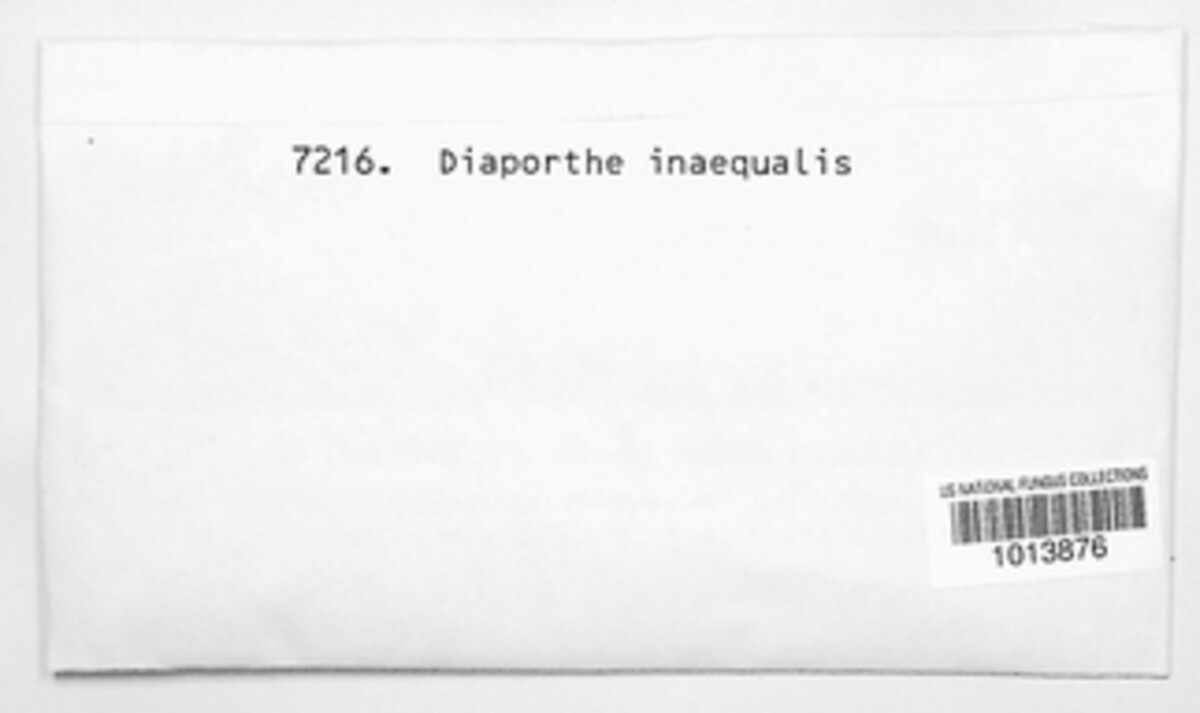 7216. Diaporthe inaequalis
US NATIONAL FUNGUS COLLECTIONS
1013876